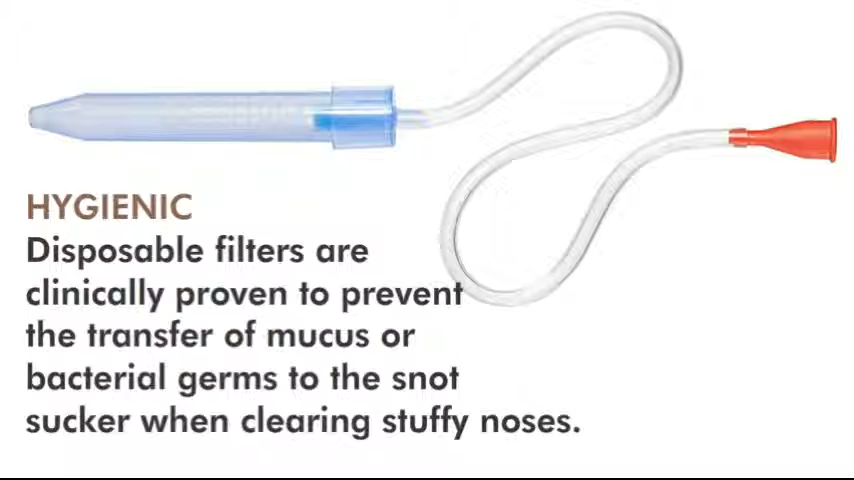 HYGIENIC
Disposable filters are
clinically proven to prevent
the transfer of mucus or
bacterial germs to the snot
sucker when clearing stuffy noses.